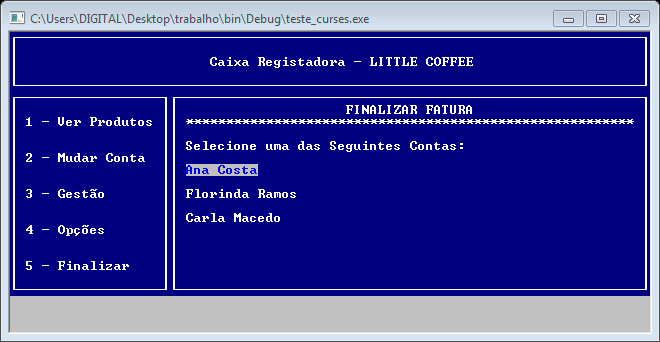 C:\Users\DIGITAL\Desktop\trabalho\bin\Debug\teste_curses.exe
Caixa Registadora - LITTLE COFFEE
1 - Ver Produtos
2 - Mudar Conta
3 - Gestão
4 - Opções
5 - Finalizar
FINALIZAR FATURA
********************************************************
Selecione uma das Seguintes Contas:
Ana Costa
Florinda Ramos
Carla Macedo